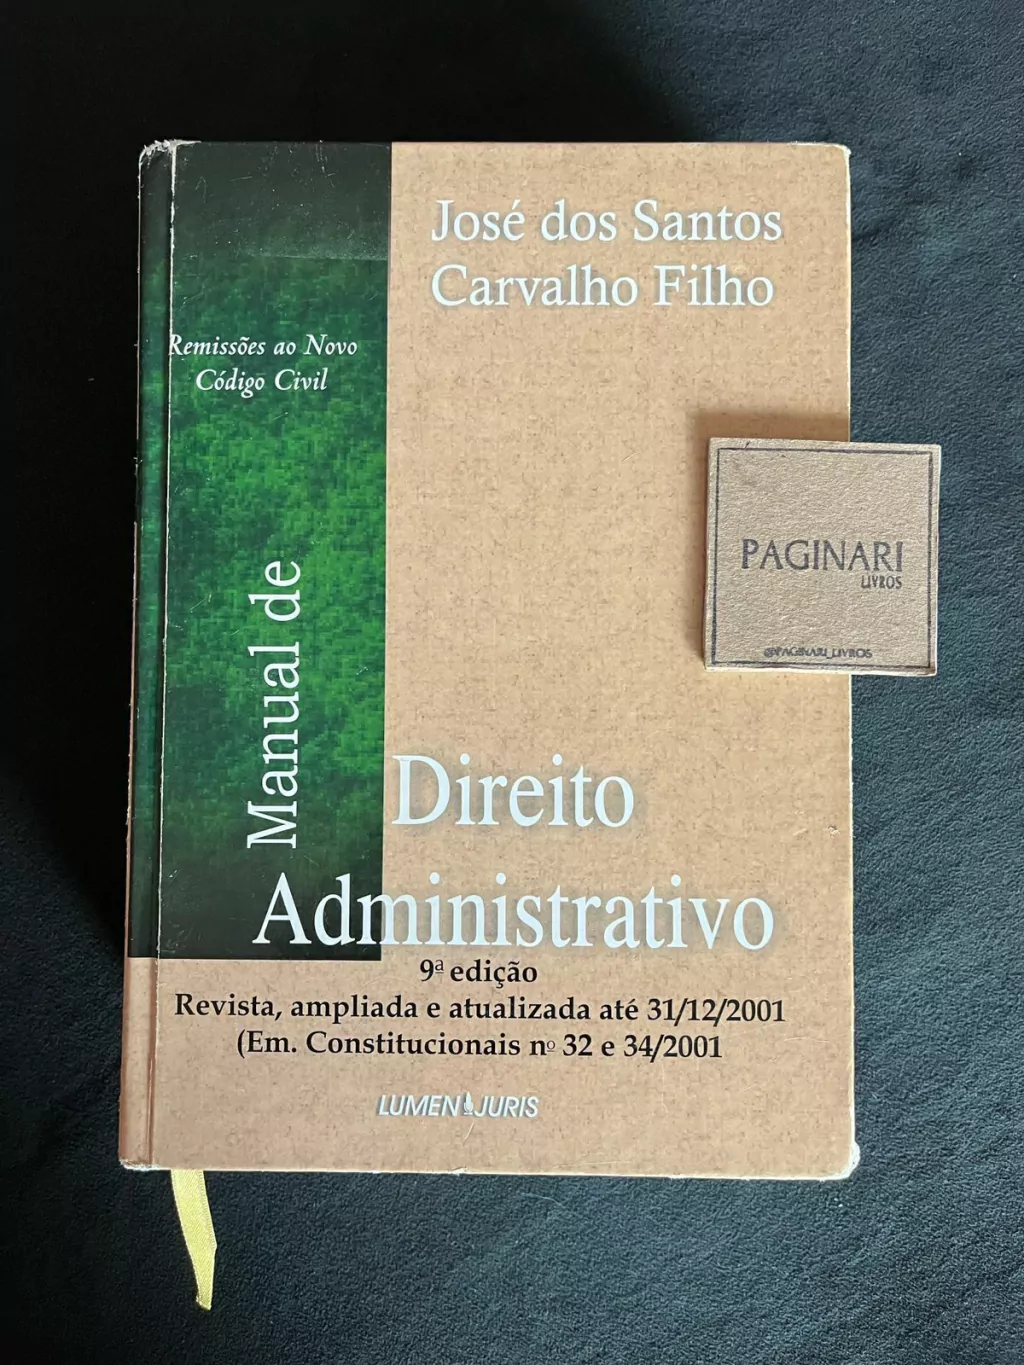 José dos Santos
Carvalho Filho
Remissões ao Novo
Código Civil
PAGINARI
LIVROS
@PAGINARI_LIVROS
Manual de
Direito
Administrativo
9ª edição
Revista, ampliada e atualizada até 31/12/2001
(Em. Constitucionais nº 32 e 34/2001
LUMEN JURIS